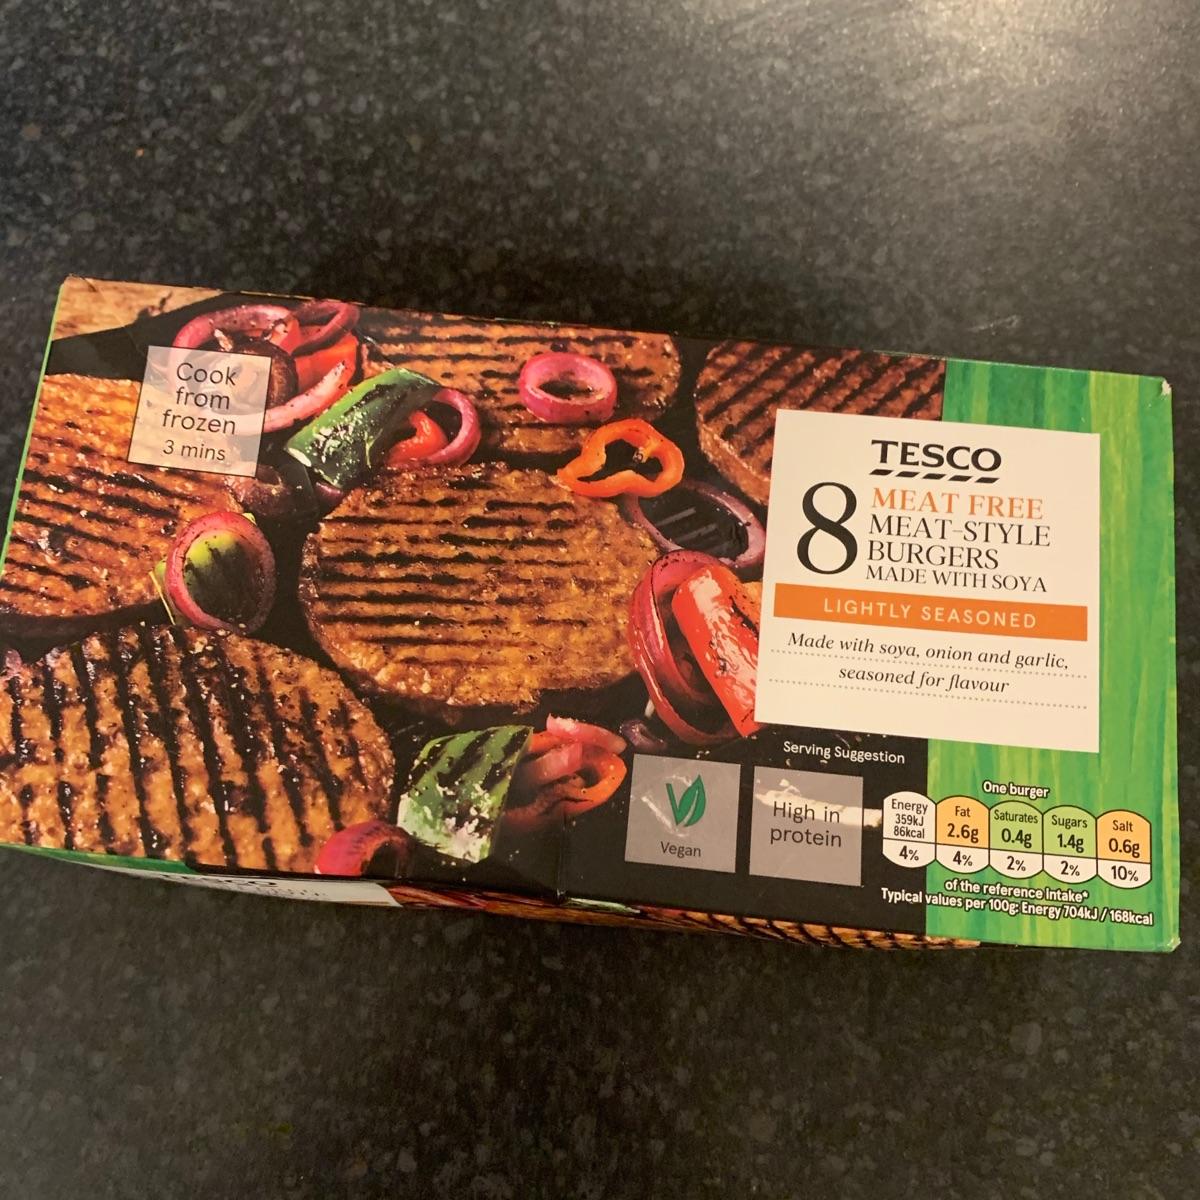 Cook
from
frozen
3 mins
TESCO
8
MEAT FREE
MEAT-STYLE
BURGERS
MADE WITH SOYA
LIGHTLY SEASONED
Made with soya, onion and garlic,
seasoned for flavour
Serving Suggestion
Vegan
High in
protein
One burger
Energy
359kJ
86kcal
4%
Fat
2.6g
4%
Saturates
0.4g
2%
Sugars
1.4g
2%
Salt
0.6g
10%
of the reference intake*
Typical values per 100g: Energy 704kJ / 168kcal
TESCO